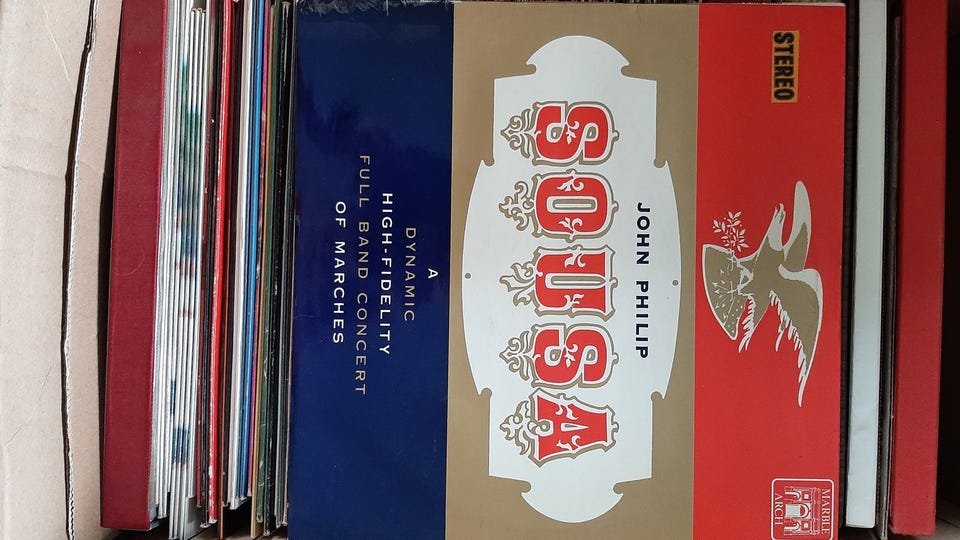 STEREO
JOHN PHILIP
SOUSA
A
DYNAMIC
HIGH-FIDELITY
FULL BAND CONCERT
OF MARCHES
MARBLE
ARCH